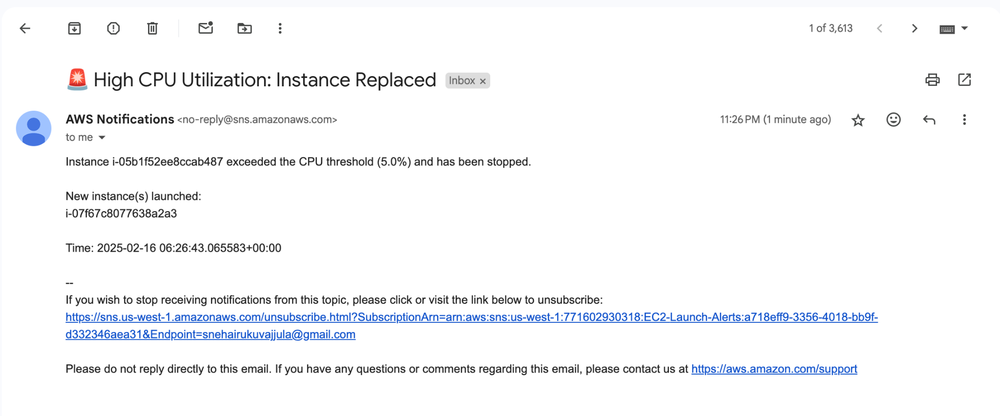 1 of 3,613
🚨 High CPU Utilization: Instance Replaced Inbox ×
AWS Notifications <no-reply@sns.amazonaws.com>
11:26 PM (1 minute ago)
to me
Instance i-05b1f52ee8ccab487 exceeded the CPU threshold (5.0%) and has been stopped.
New instance(s) launched:
i-07f67c8077638a2a3
Time: 2025-02-16 06:26:43.065583+00:00
--
If you wish to stop receiving notifications from this topic, please click or visit the link below to unsubscribe:
https://sns.us-west-1.amazonaws.com/unsubscribe.html?SubscriptionArn=arn:aws:sns:us-west-1:771602930318:EC2-Launch-Alerts:a718eff9-3356-4018-bb9f-
d332346aea31&Endpoint=snehairukuvajjula@gmail.com
Please do not reply directly to this email. If you have any questions or comments regarding this email, please contact us at https://aws.amazon.com/support